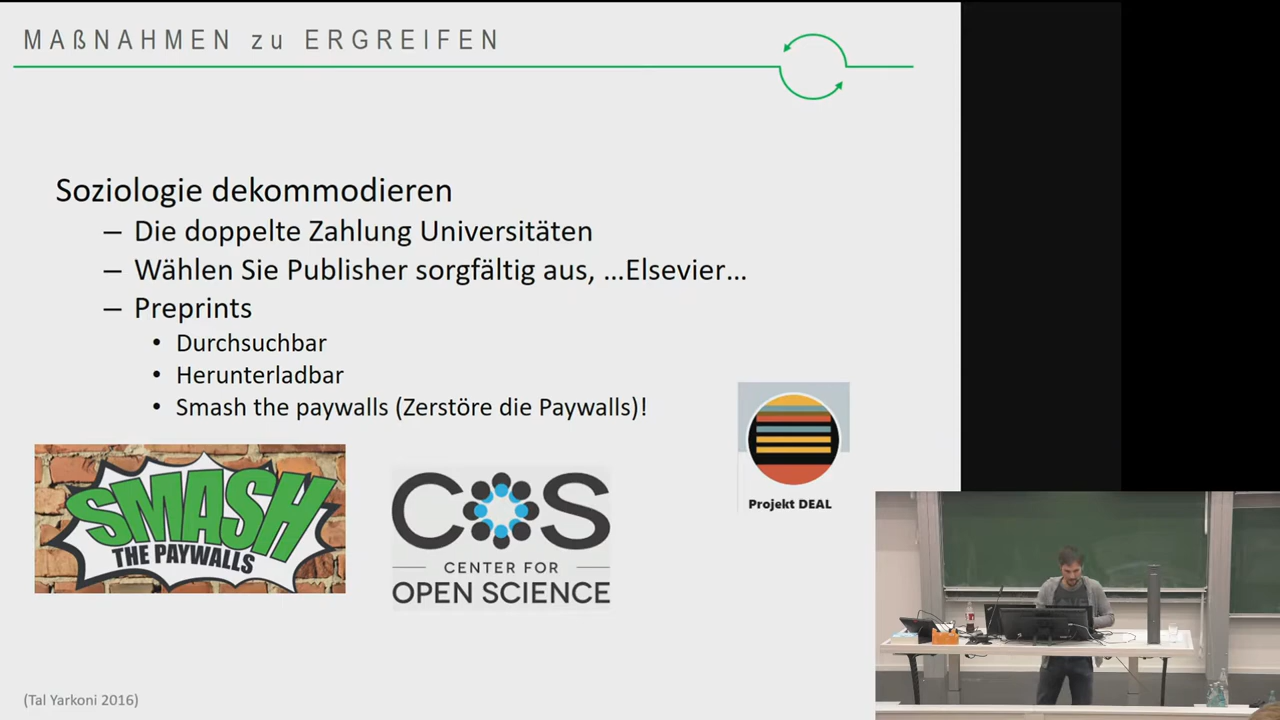 MAßNAHMEN zu ERGREIFEN
Soziologie dekommodieren
– Die doppelte Zahlung Universitäten
– Wählen Sie Publisher sorgfältig aus, ...Elsevier...
– Preprints
• Durchsuchbar
• Herunterladbar
• Smash the paywalls (Zerstöre die Paywalls)!
SMASH
THE PAYWALLS
COS
CENTER FOR
OPEN SCIENCE
Projekt DEAL
(Tal Yarkoni 2016)